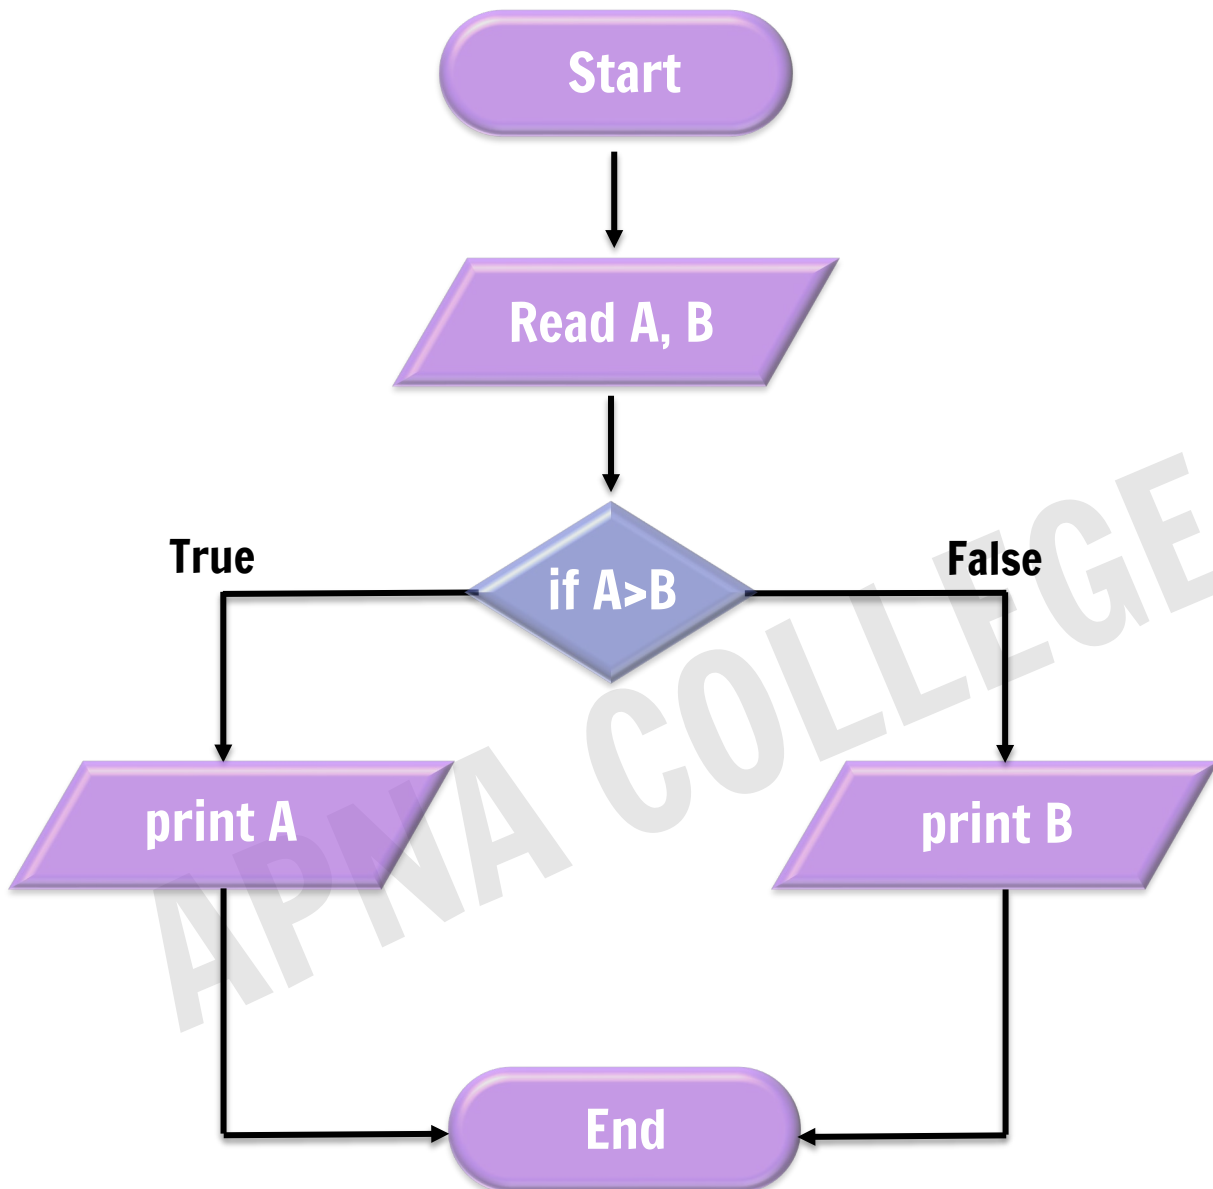 Start
Read A, B
True
False
if A>B
print A
print B
APNA COLLEGE
End